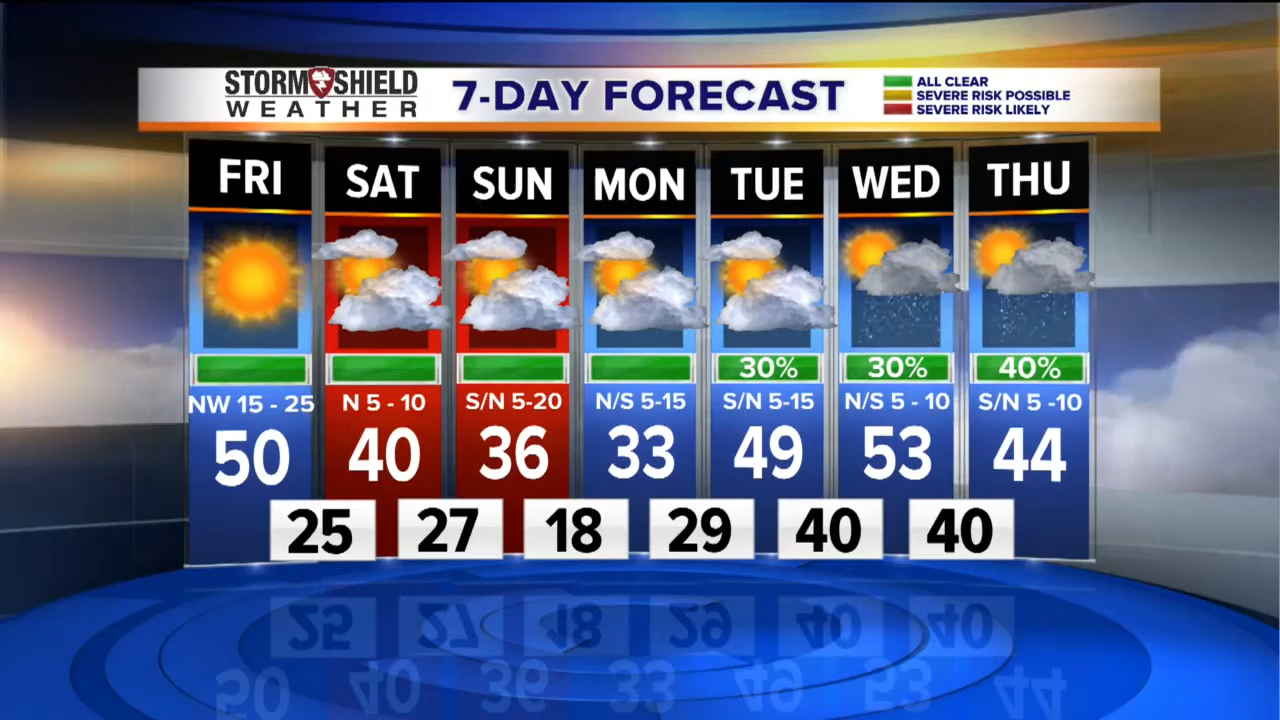 STORM SHIELD
WEATHER
7-DAY FORECAST
ALL CLEAR
SEVERE RISK POSSIBLE
SEVERE RISK LIKELY
FRI SAT SUN MON TUE WED THU
30% 30% 40%
NW 15 - 25 N 5 - 10 S/N 5-20 N/S 5-15 S/N 5-15 N/S 5 - 10 S/N 5 -10
50 40 36 33 49 53 44
25 27 18 29 40 40